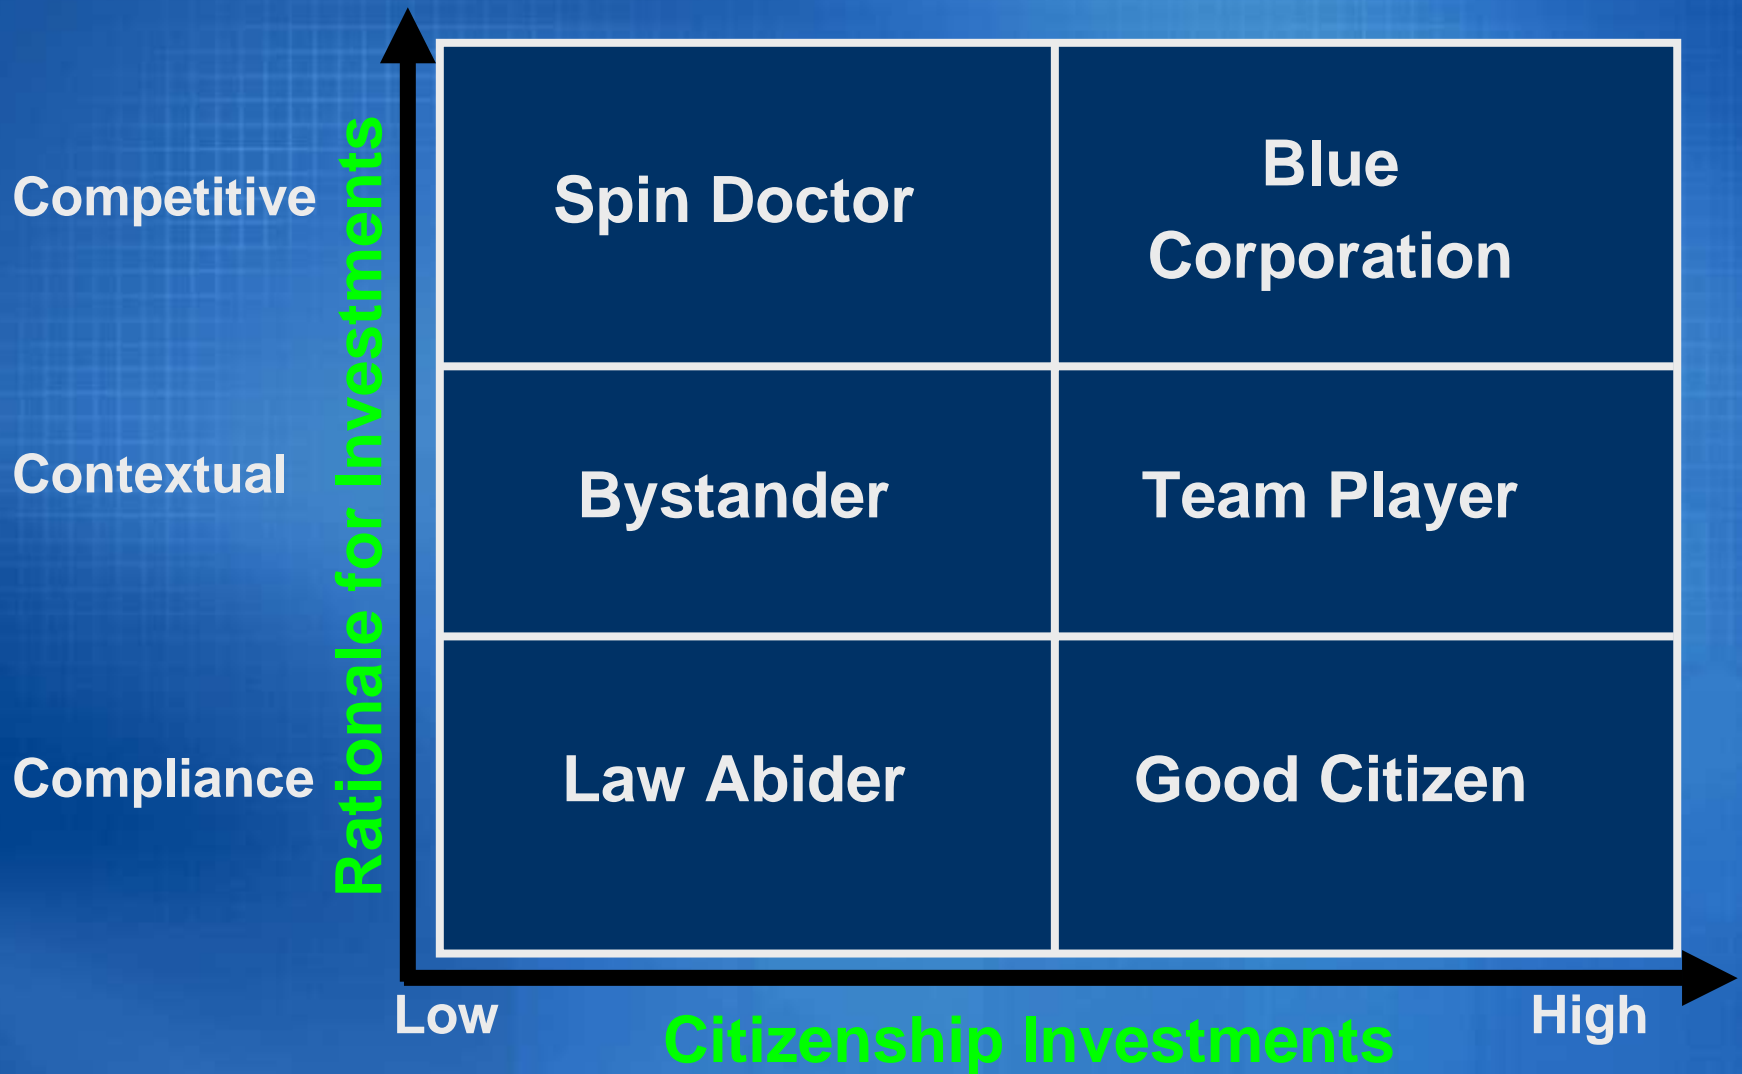 Competitive
Contextual
Compliance
Rationale for Investments
Spin Doctor
Blue
Corporation
Bystander
Team Player
Law Abider
Good Citizen
Low
Citizenship Investments
High